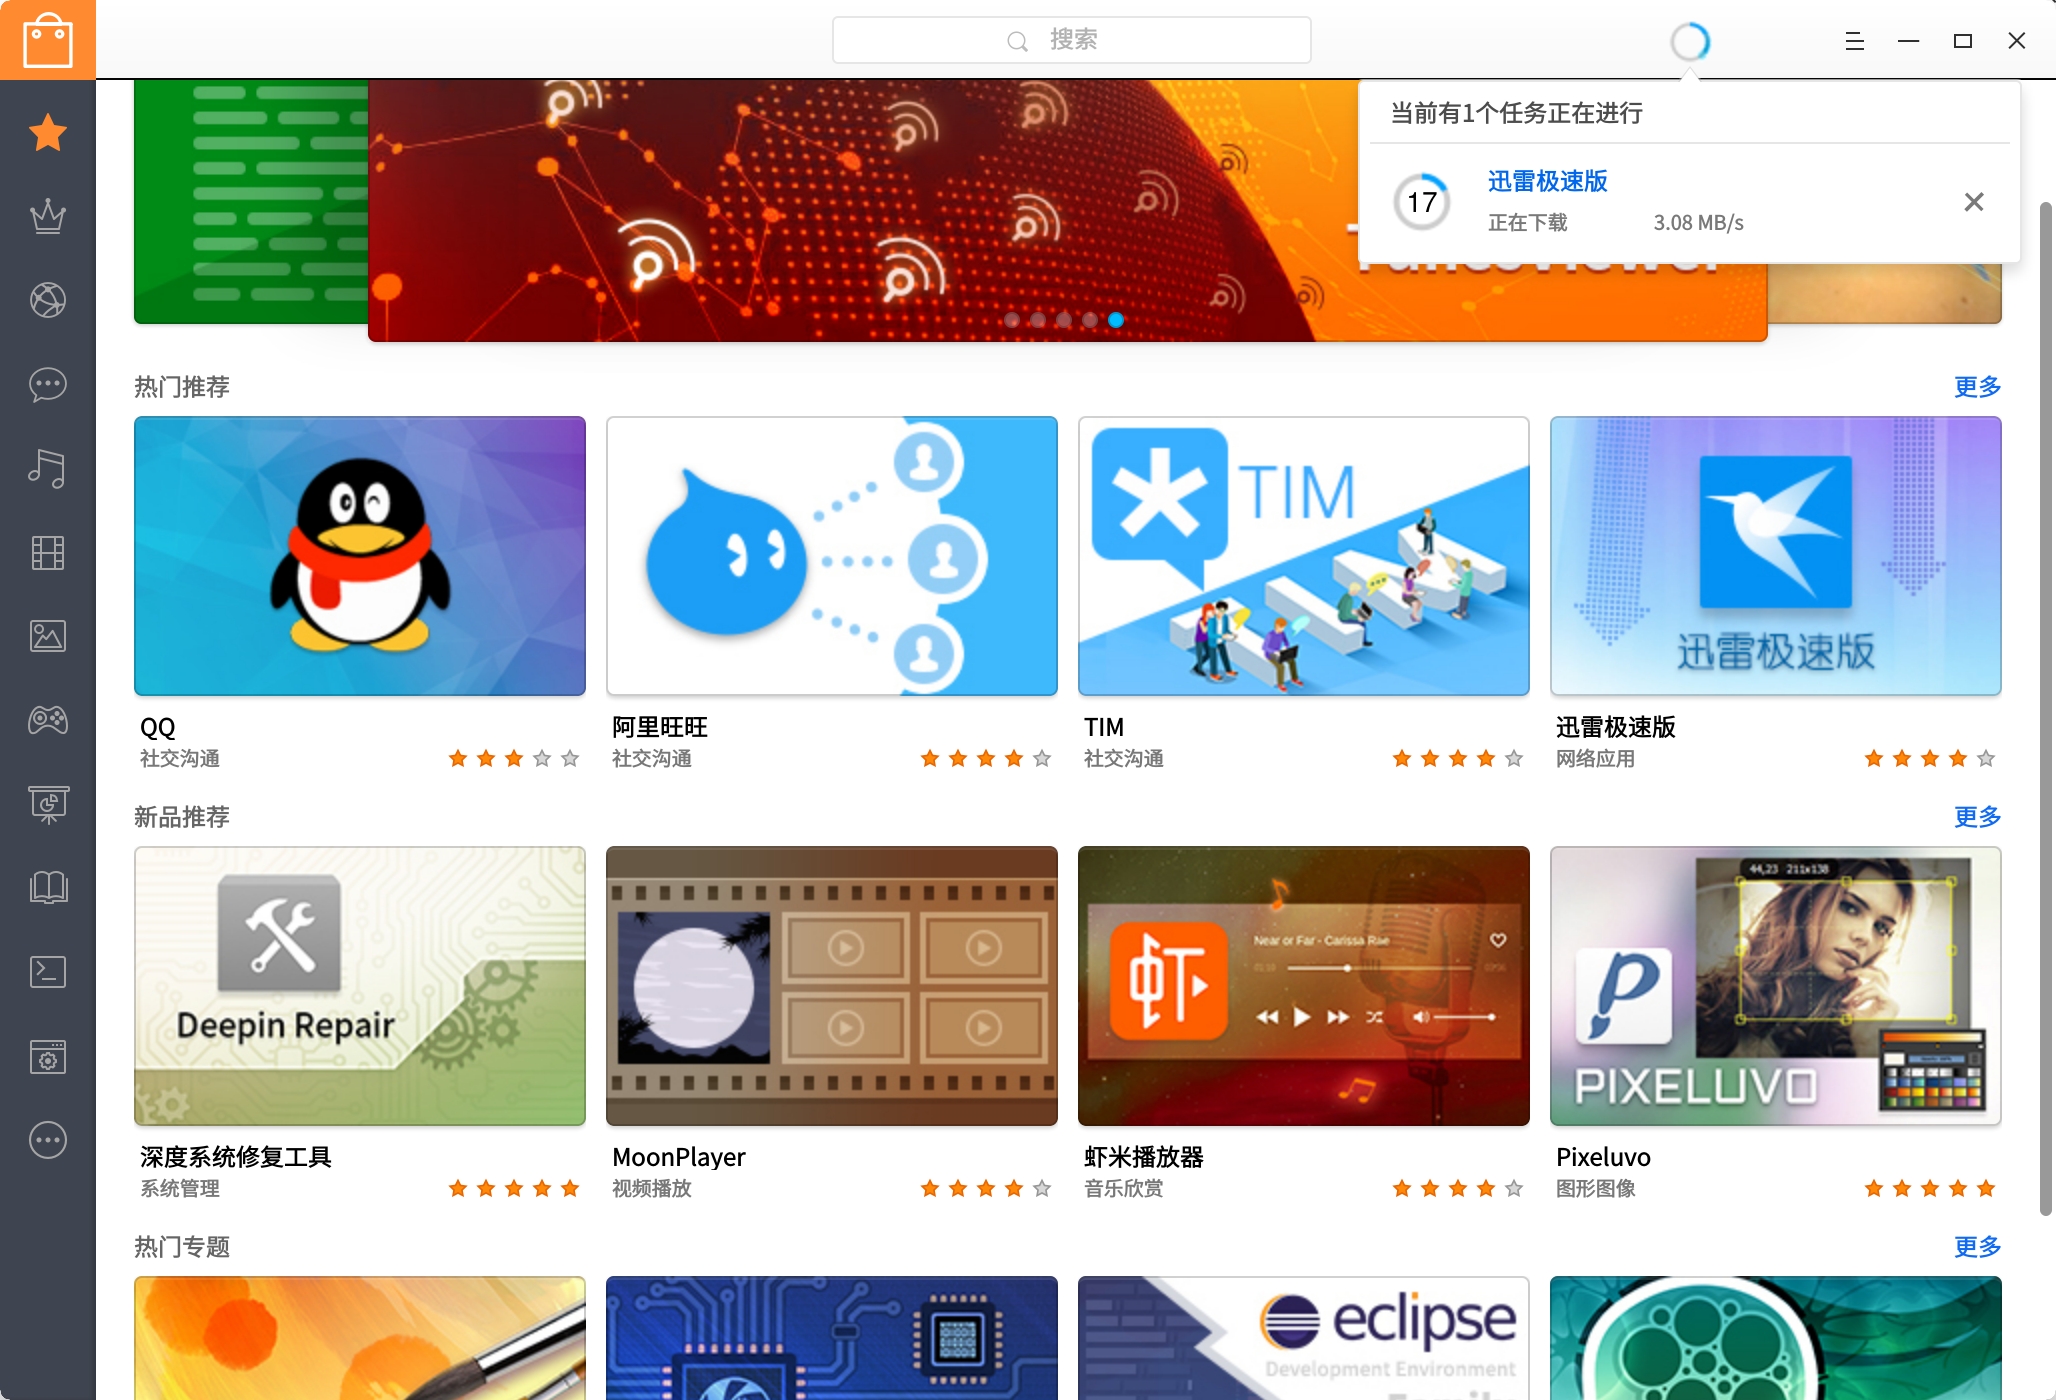 搜索
当前有1个任务正在进行
17
迅雷极速版
正在下载 3.08 MB/s
热门推荐 更多
TIM
迅雷极速版
QQ
社交沟通
阿里旺旺
社交沟通
TIM
社交沟通
迅雷极速版
网络应用
新品推荐 更多
Deepin Repair
Near or Far - Carissa Rae
虾
44,23 211x138
PIXELUVO
深度系统修复工具
系统管理
MoonPlayer
视频播放
虾米播放器
音乐欣赏
Pixeluvo
图形图像
热门专题 更多
eclipse
Development Environment